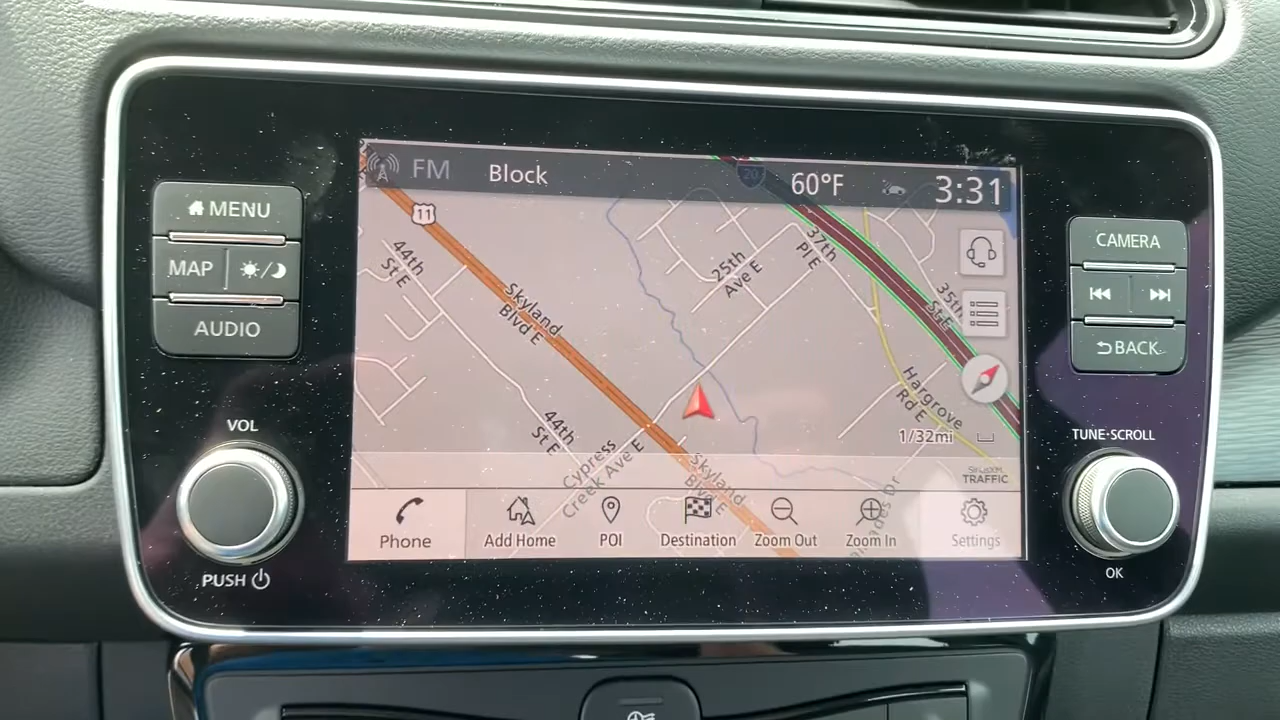 FM Block 20 60°F 3:31
MENU
MAP
AUDIO
VOL
PUSH
CAMERA
BACK
TUNE·SCROLL
OK
11
44th
St E
Skyland
Blvd E
25th
Ave E
37th
Pl E
35th
St E
Hargrove
Rd E
1/32mi
44th
St E
Cypress
Creek Ave E
Skyland
Blvd E
SIRIUSXM
TRAFFIC
Phone
Add Home
POI
Destination
Zoom Out
Zoom In
Settings